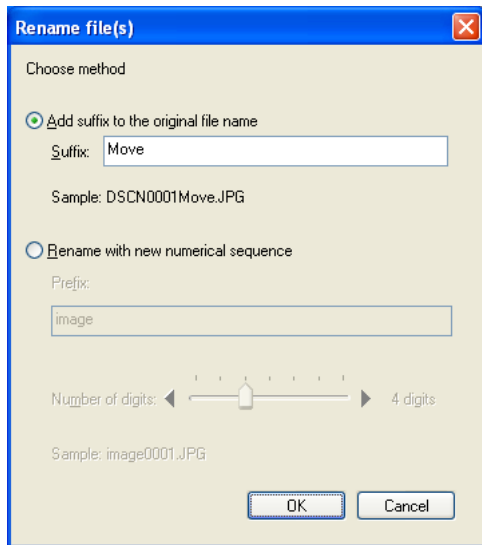 Rename file(s)
Choose method
Add suffix to the original file name
Suffix: Move
Sample: DSCN0001Move.JPG
Rename with new numerical sequence
Prefix:
image
Number of digits: 4 digits
Sample: image0001.JPG
OK Cancel